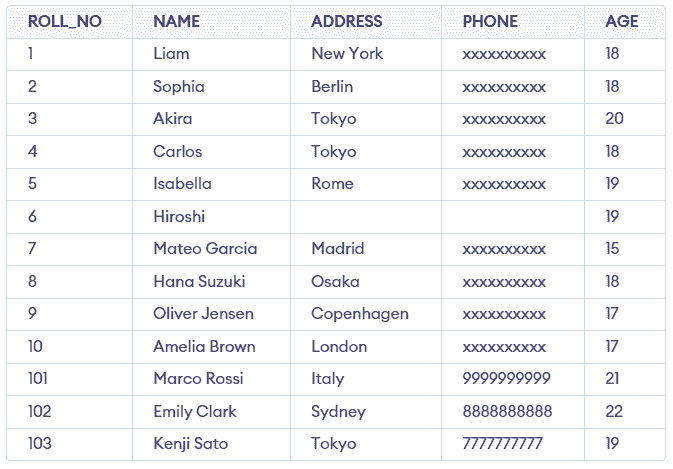 ROLL_NO NAME ADDRESS PHONE AGE
1 Liam New York xxxxxxxxxx 18
2 Sophia Berlin xxxxxxxxxx 18
3 Akira Tokyo xxxxxxxxxx 20
4 Carlos Tokyo xxxxxxxxxx 18
5 Isabella Rome xxxxxxxxxx 19
6 Hiroshi 19
7 Mateo Garcia Madrid xxxxxxxxxx 15
8 Hana Suzuki Osaka xxxxxxxxxx 18
9 Oliver Jensen Copenhagen xxxxxxxxxx 17
10 Amelia Brown London xxxxxxxxxx 17
101 Marco Rossi Italy 9999999999 21
102 Emily Clark Sydney 8888888888 22
103 Kenji Sato Tokyo 7777777777 19